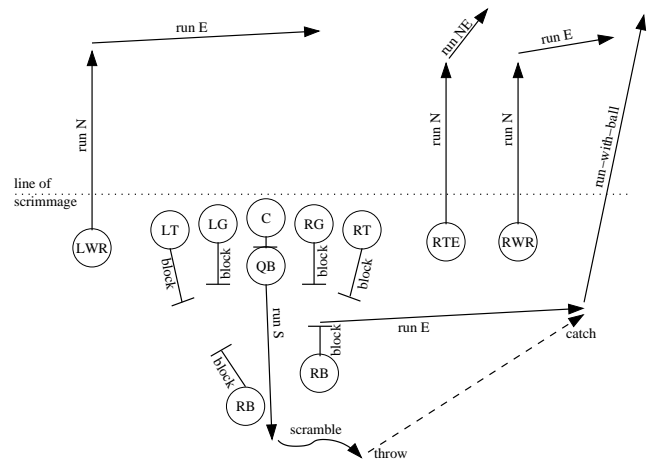 run E
run NE
run E
run N
run N
run N
run-with-ball
line of
scrimmage
LWR
LT
LG
C
RG
RT
RTE
RWR
QB
block
block
block
block
run S
block
run E
catch
block
RB
RB
scramble
throw